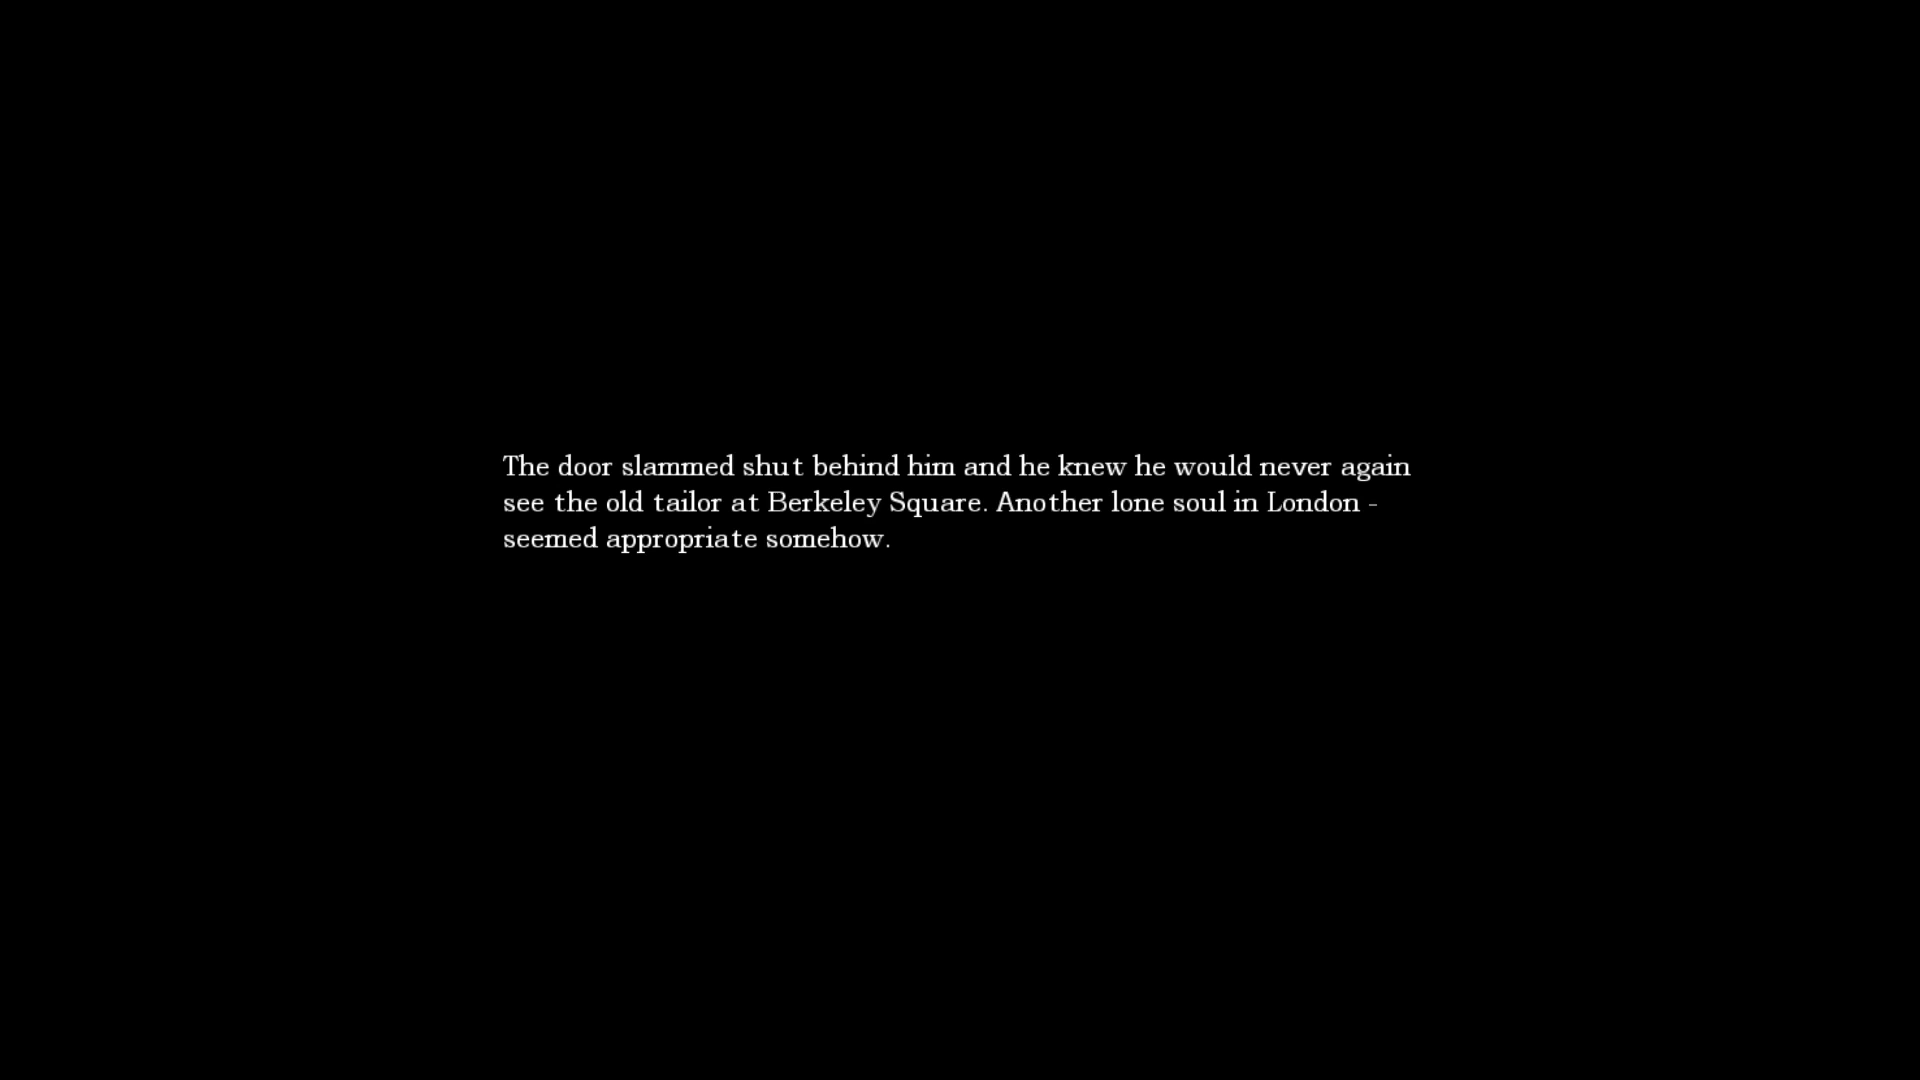 The door slammed shut behind him and he knew he would never again
see the old tailor at Berkeley Square. Another lone soul in London -
seemed appropriate somehow.